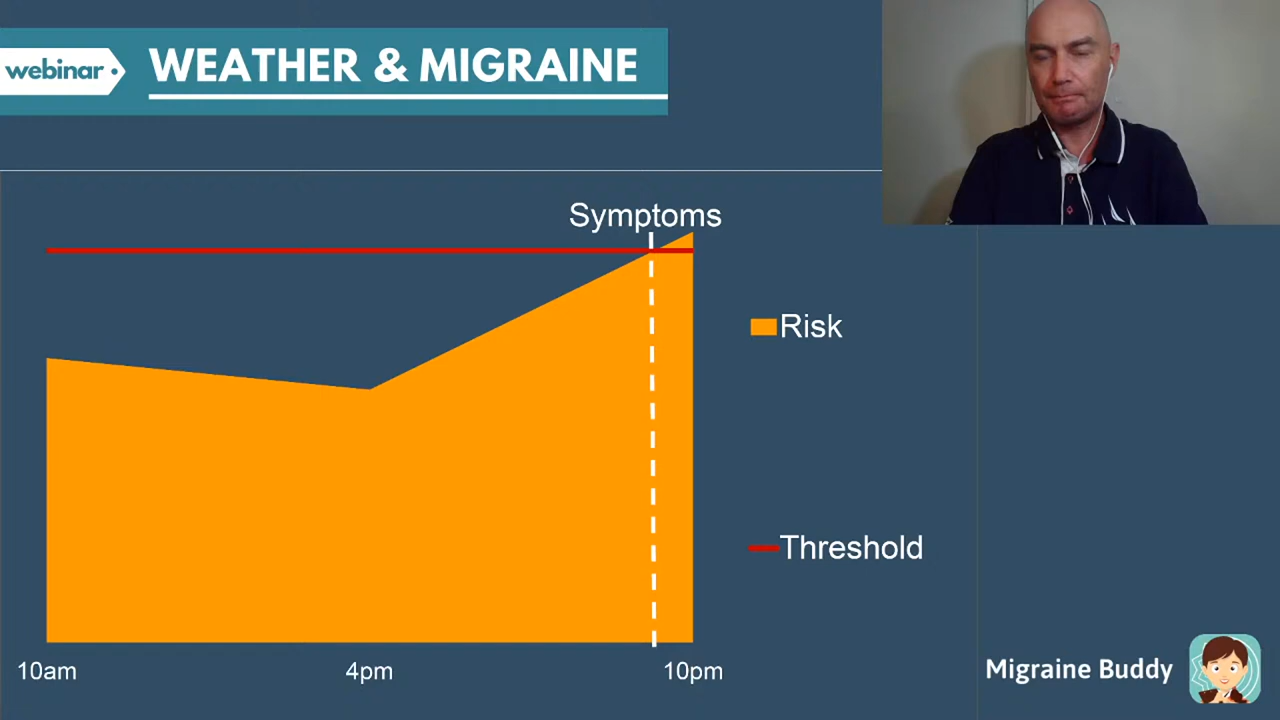 webinar
WEATHER & MIGRAINE
Symptoms
Risk
Threshold
10am
4pm
10pm
Migraine Buddy